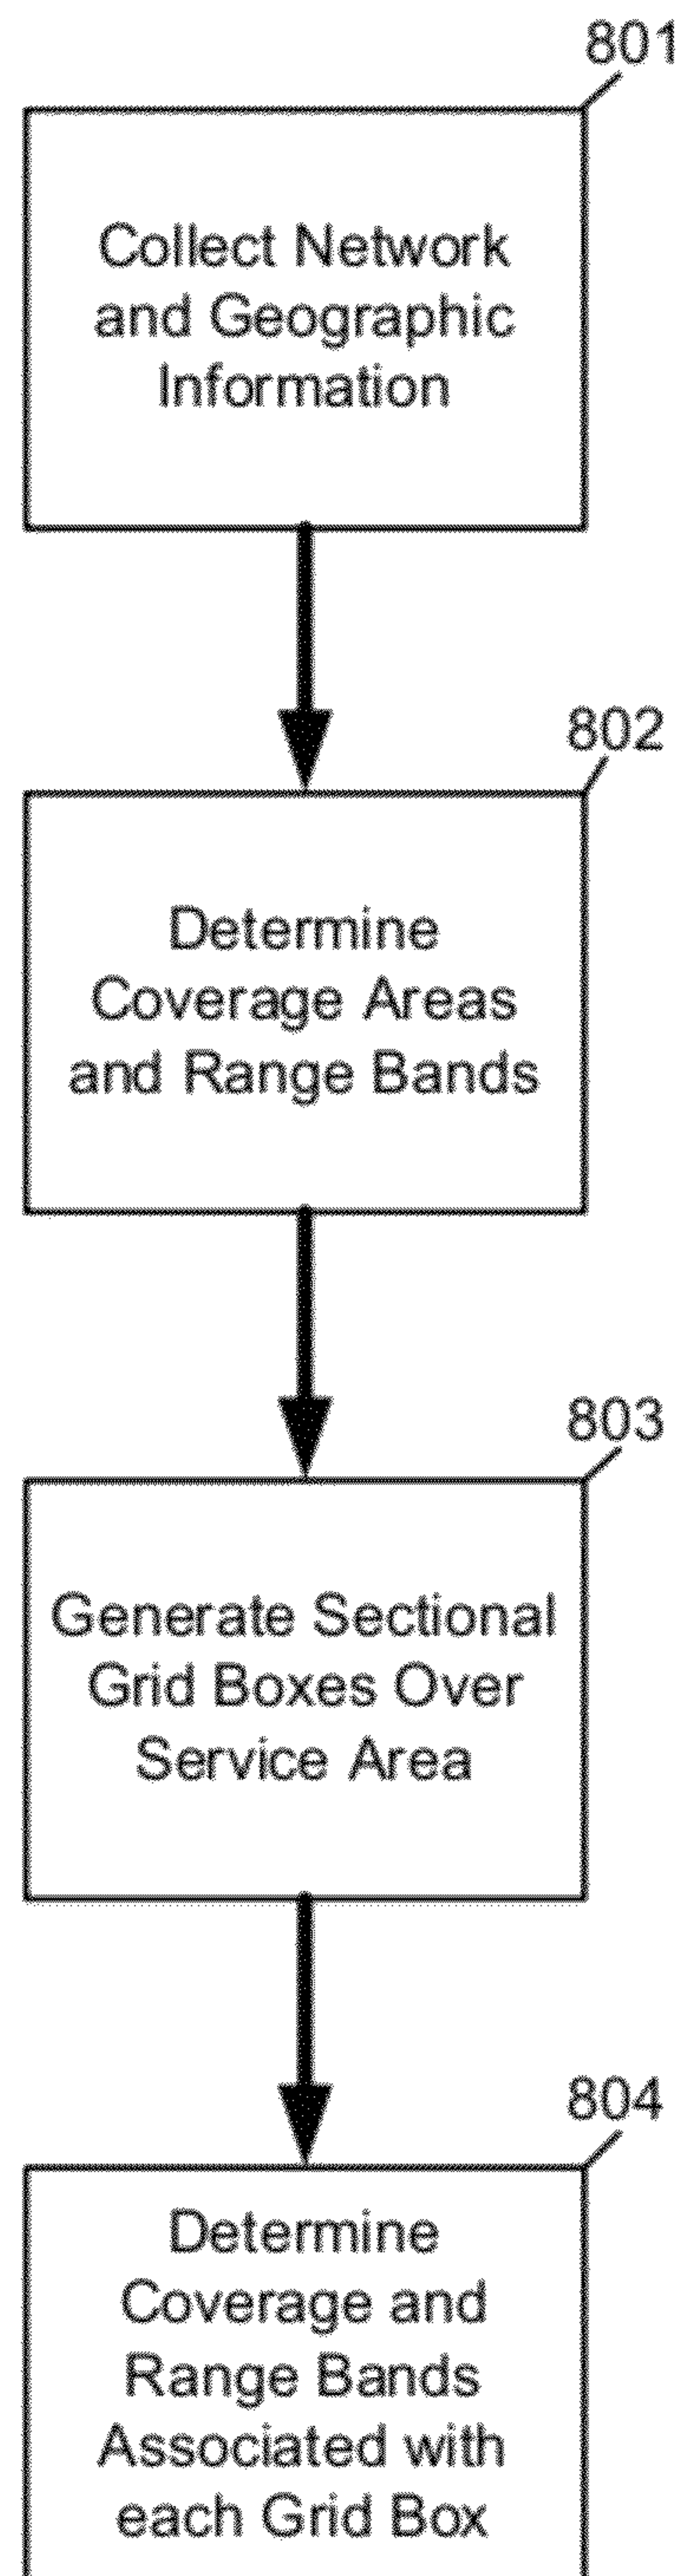 801
Collect Network
and Geographic
Information
802
Determine
Coverage Areas
and Range Bands
803
Generate Sectional
Grid Boxes Over
Service Area
804
Determine
Coverage and
Range Bands
Associated with
each Grid Box